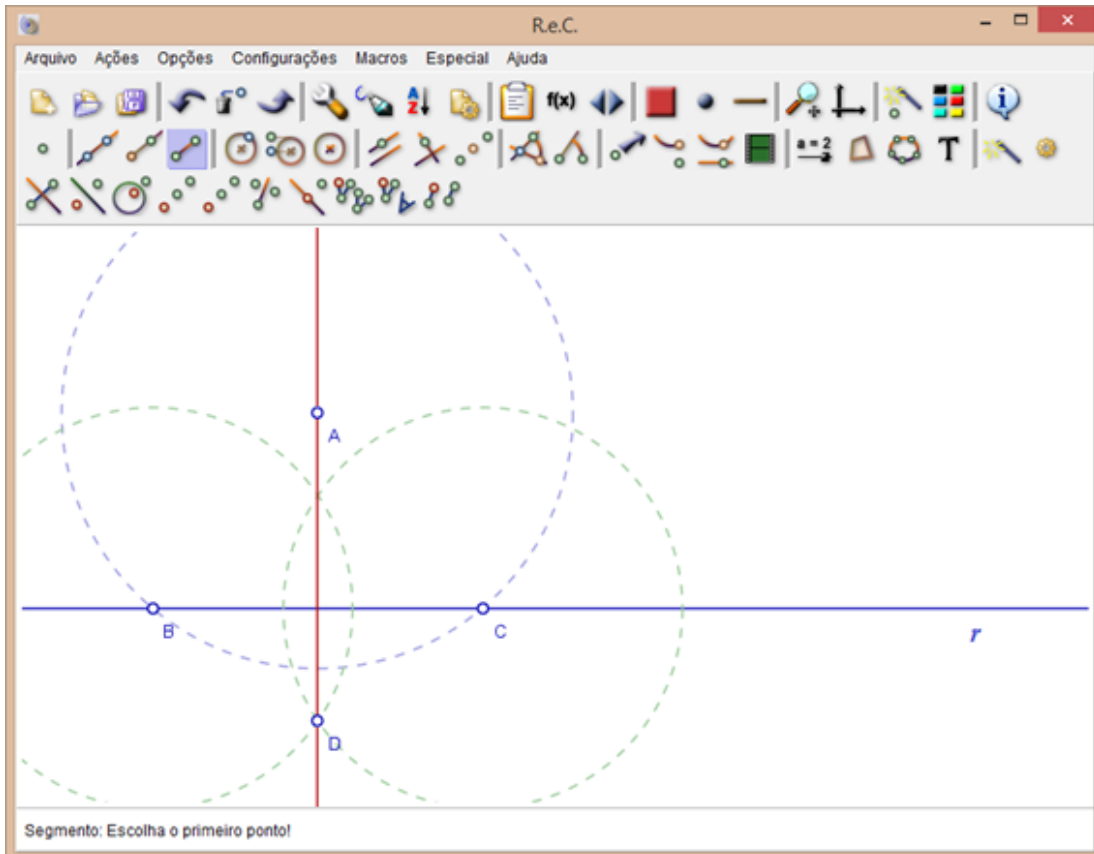 R.e.C.
Arquivo Ações Opções Configurações Macros Especial Ajuda
A Z f(x) i
a = 2 T
A
B C
r
D
Segmento: Escolha o primeiro ponto!